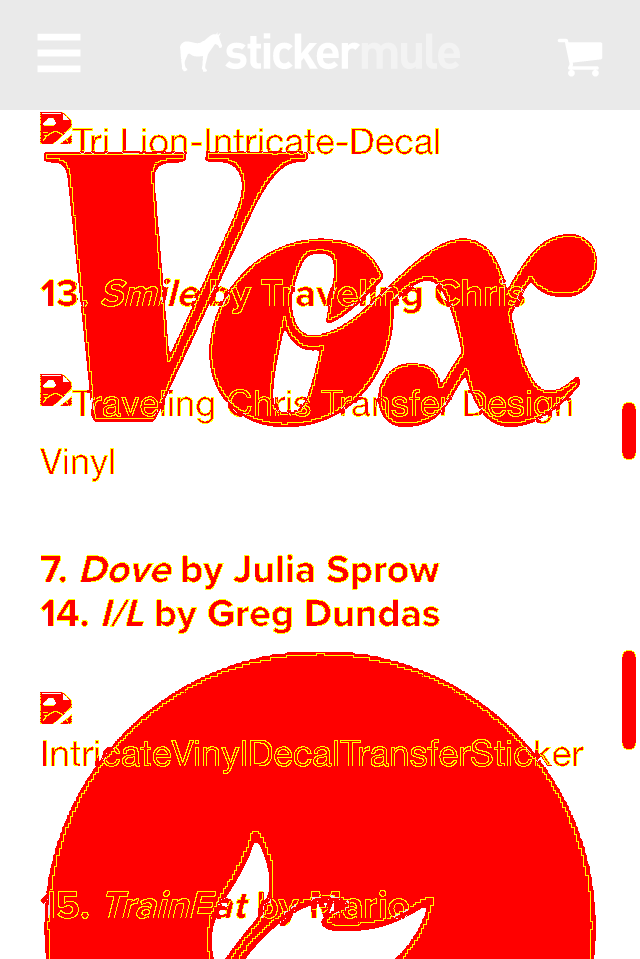 stickermule
Tri Lion-Intricate-Decal
Vox
13. Smile by Traveling Chris
Traveling Chris Transfer Design
Vinyl
7. Dove by Julia Sprow
14. I/L by Greg Dundas
IntricateVinylDecalTransferSticker
15. TrainEat by Mario